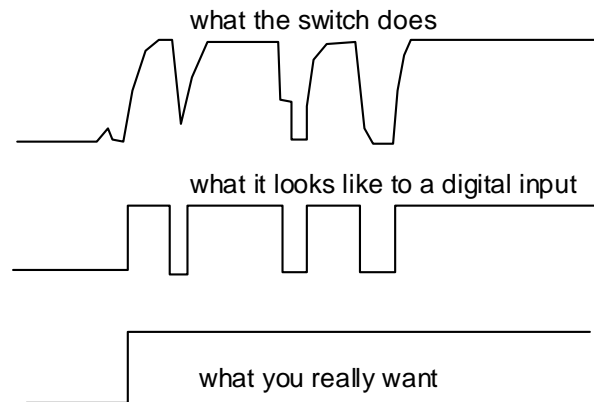 what the switch does
what it looks like to a digital input
what you really want